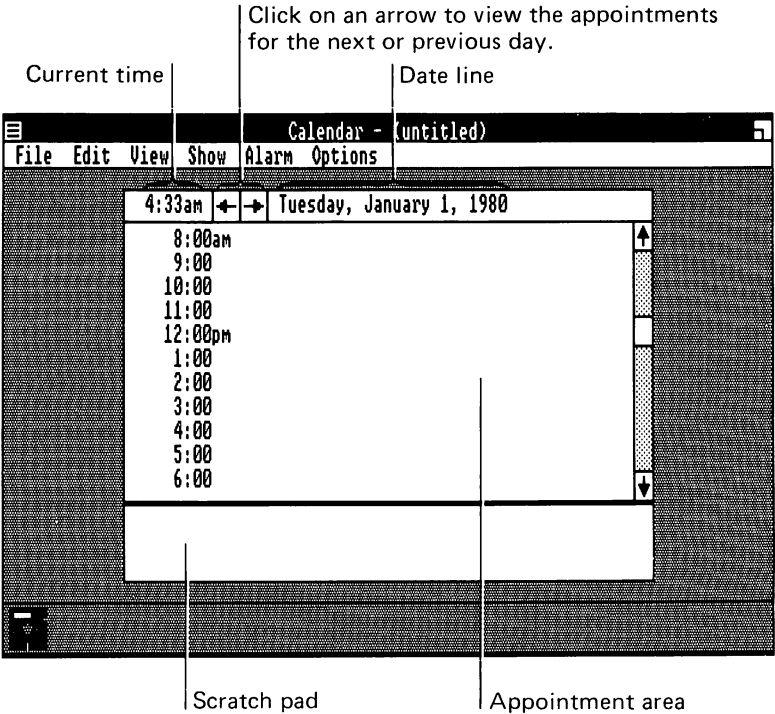 Click on an arrow to view the appointments
for the next or previous day.
Current time
Date line
Calendar - (untitled)
File Edit View Show Alarm Options
4:33am Tuesday, January 1, 1980
8:00am
9:00
10:00
11:00
12:00pm
1:00
2:00
3:00
4:00
5:00
6:00
Scratch pad
Appointment area